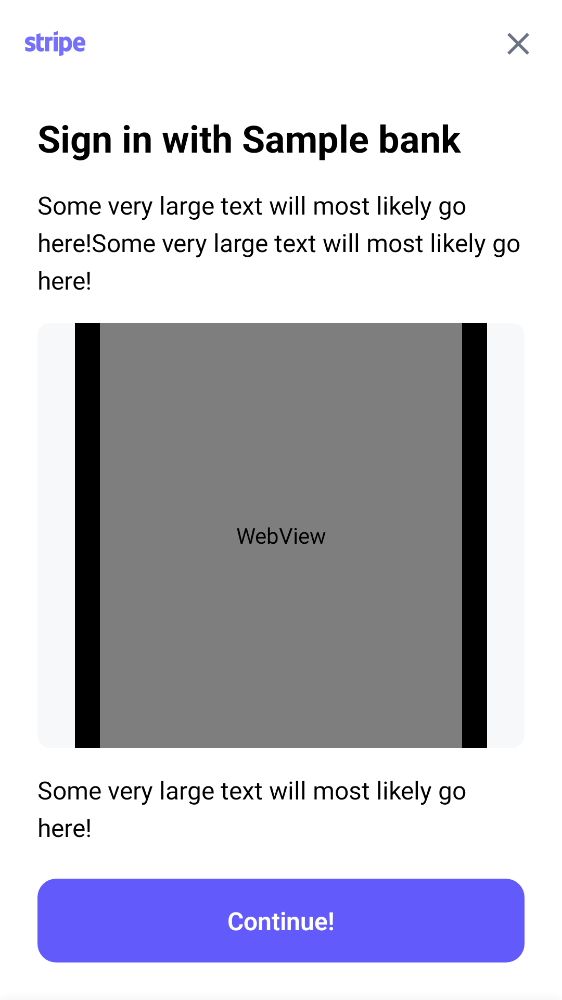 stripe
Sign in with Sample bank
Some very large text will most likely go
here!Some very large text will most likely go
here!
WebView
Some very large text will most likely go
here!
Continue!